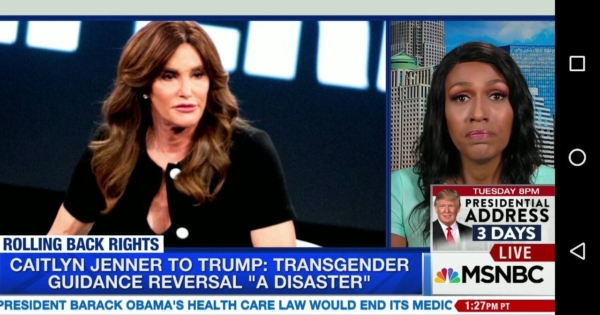 TUESDAY 8PM
PRESIDENTIAL
ADDRESS
3 DAYS
LIVE
MSNBC
ROLLING BACK RIGHTS
CAITLYN JENNER TO TRUMP: TRANSGENDER
GUIDANCE REVERSAL "A DISASTER"
PRESIDENT BARACK OBAMA'S HEALTH CARE LAW WOULD END ITS MEDIC
1:27PM PT